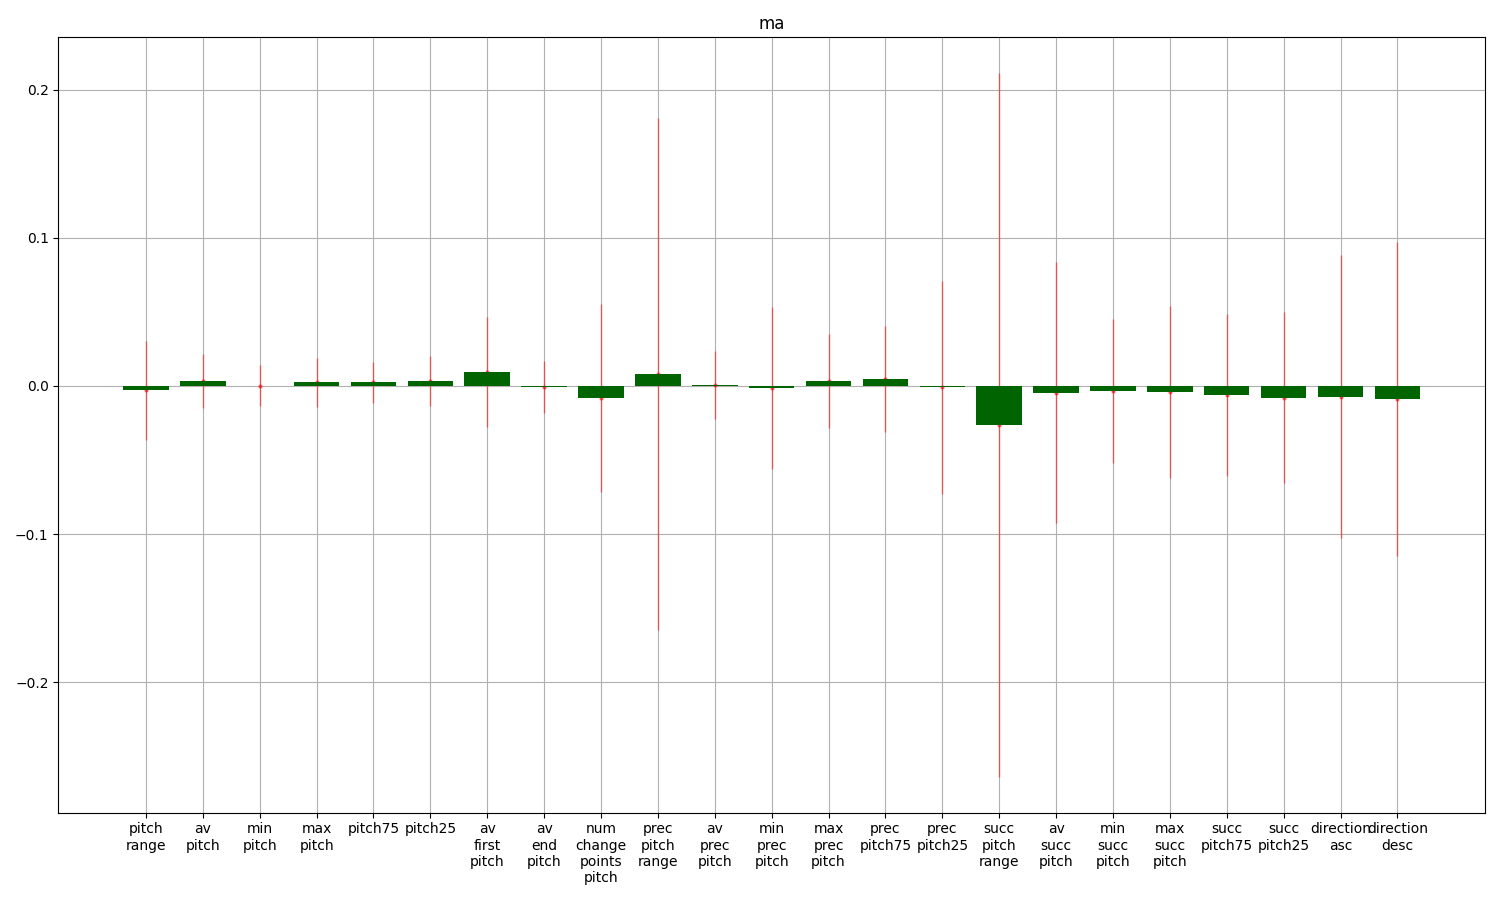 ma
0.2
0.1
0.0
−0.1
−0.2
pitch
range
av
pitch
min
pitch
max
pitch
pitch75
pitch25
av
first
pitch
av
end
pitch
num
change
points
pitch
prec
pitch
range
av
prec
pitch
min
prec
pitch
max
prec
pitch
prec
pitch75
prec
pitch25
succ
pitch
range
av
succ
pitch
min
succ
pitch
max
succ
pitch
succ
pitch75
succ
pitch25
direction
asc
direction
desc